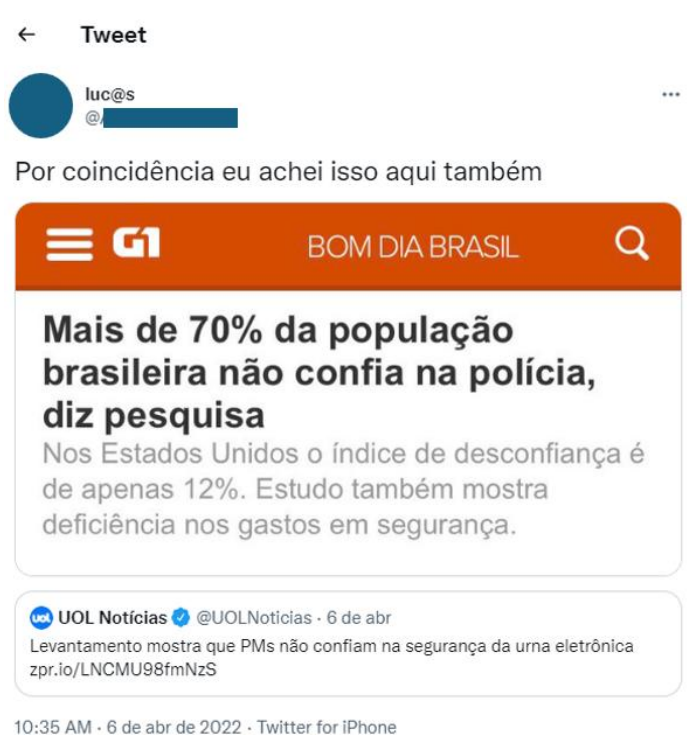 Tweet
luc@s
@
Por coincidência eu achei isso aqui também
G1 BOM DIA BRASIL
Mais de 70% da população
brasileira não confia na polícia,
diz pesquisa
Nos Estados Unidos o índice de desconfiança é
de apenas 12%. Estudo também mostra
deficiência nos gastos em segurança.
uol UOL Notícias @UOLNoticias · 6 de abr
Levantamento mostra que PMs não confiam na segurança da urna eletrônica
zpr.io/LNCMU98fmNzS
10:35 AM · 6 de abr de 2022 · Twitter for iPhone